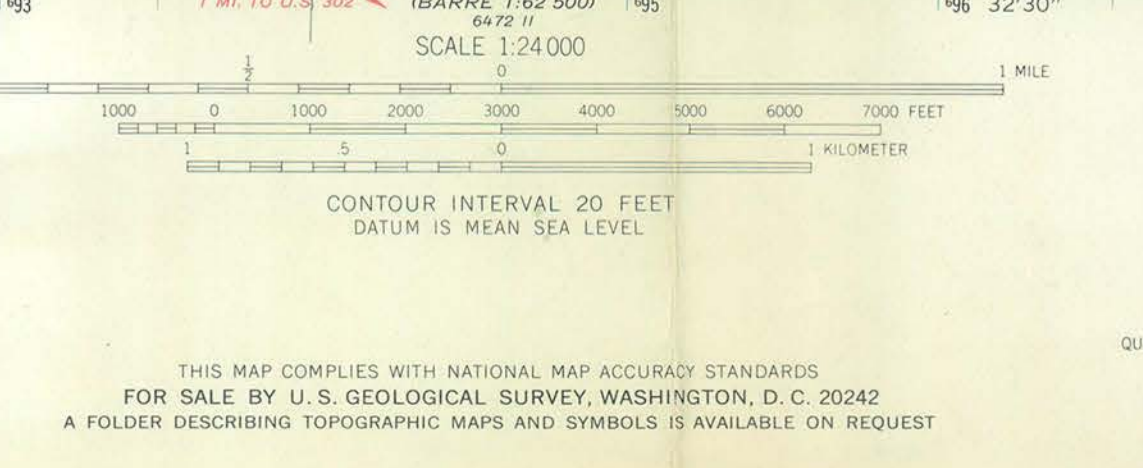 693 1 MI. TO U.S. 302 (BARRE 1:62 500) 695 696 32'30"
6472 II
SCALE 1:24 000
1/2 0 1 MILE
1000 0 1000 2000 3000 4000 5000 6000 7000 FEET
1 .5 0 1 KILOMETER
CONTOUR INTERVAL 20 FEET
DATUM IS MEAN SEA LEVEL
QU
THIS MAP COMPLIES WITH NATIONAL MAP ACCURACY STANDARDS
FOR SALE BY U. S. GEOLOGICAL SURVEY, WASHINGTON, D. C. 20242
A FOLDER DESCRIBING TOPOGRAPHIC MAPS AND SYMBOLS IS AVAILABLE ON REQUEST